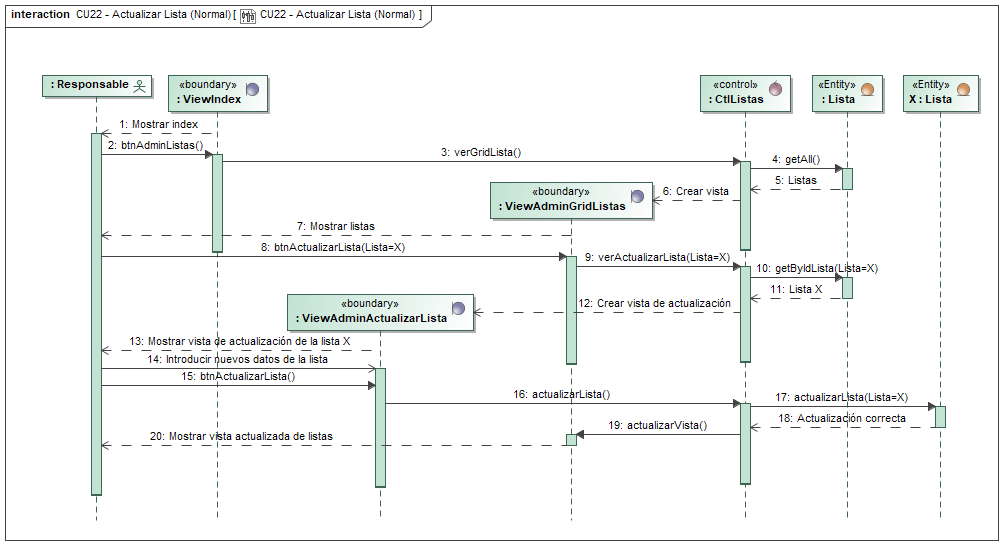 interaction CU22 - Actualizar Lista (Normal) [ CU22 - Actualizar Lista (Normal) ]
: Responsable
«boundary»
: ViewIndex
«control»
: CtlListas
«Entity»
: Lista
«Entity»
X : Lista
1: Mostrar index
2: btnAdminListas()
3: verGridLista()
4: getAll()
5: Listas
6: Crear vista
«boundary»
: ViewAdminGridListas
7: Mostrar listas
8: btnActualizarLista(Lista=X)
9: verActualizarLista(Lista=X)
10: getByIdLista(Lista=X)
11: Lista X
12: Crear vista de actualización
«boundary»
: ViewAdminActualizarLista
13: Mostrar vista de actualización de la lista X
14: Introducir nuevos datos de la lista
15: btnActualizarLista()
16: actualizarLista()
17: actualizarLista(Lista=X)
18: Actualización correcta
19: actualizarVista()
20: Mostrar vista actualizada de listas